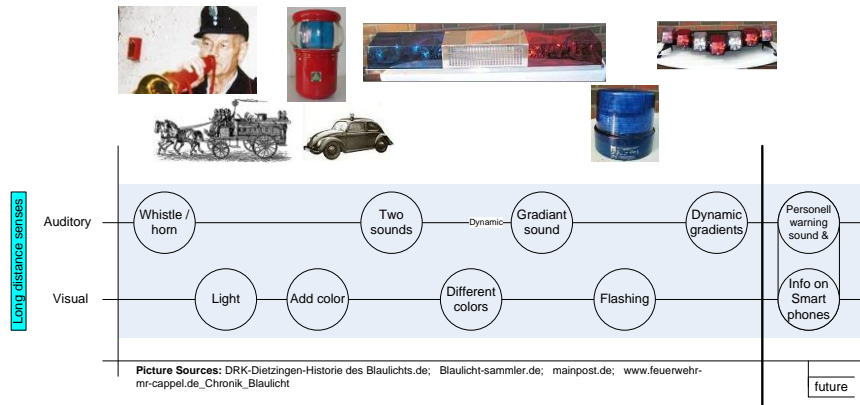 Long distance senses
Auditory
Whistle /
horn
Two
sounds
Dynamic
Gradiant
sound
Dynamic
gradients
Personell
warning
sound &
Visual
Light
Add color
Different
colors
Flashing
Info on
Smart
phones
Picture Sources: DRK-Dietzingen-Historie des Blaulichts.de; Blaulicht-sammler.de; mainpost.de; www.feuerwehr-
mr-cappel.de_Chronik_Blaulicht
future